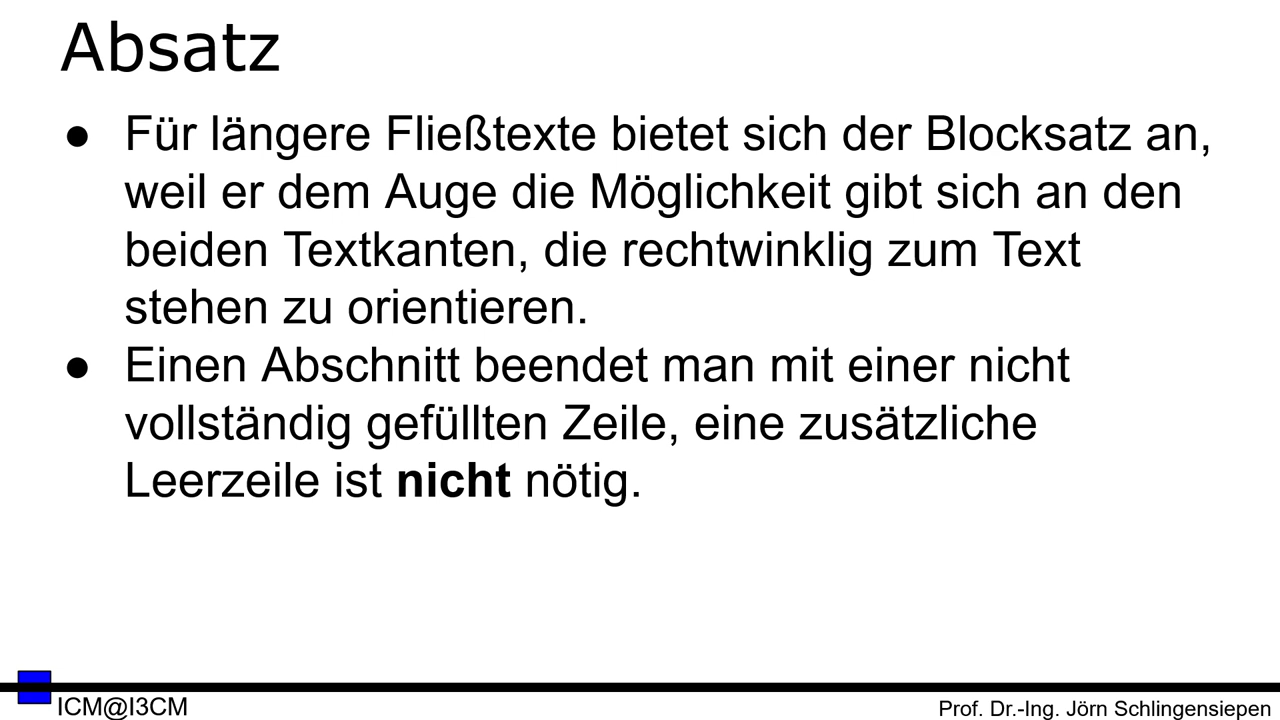 Absatz
● Für längere Fließtexte bietet sich der Blocksatz an,
weil er dem Auge die Möglichkeit gibt sich an den
beiden Textkanten, die rechtwinklig zum Text
stehen zu orientieren.
● Einen Abschnitt beendet man mit einer nicht
vollständig gefüllten Zeile, eine zusätzliche
Leerzeile ist nicht nötig.
ICM@I3CM
Prof. Dr.-Ing. Jörn Schlingensiepen